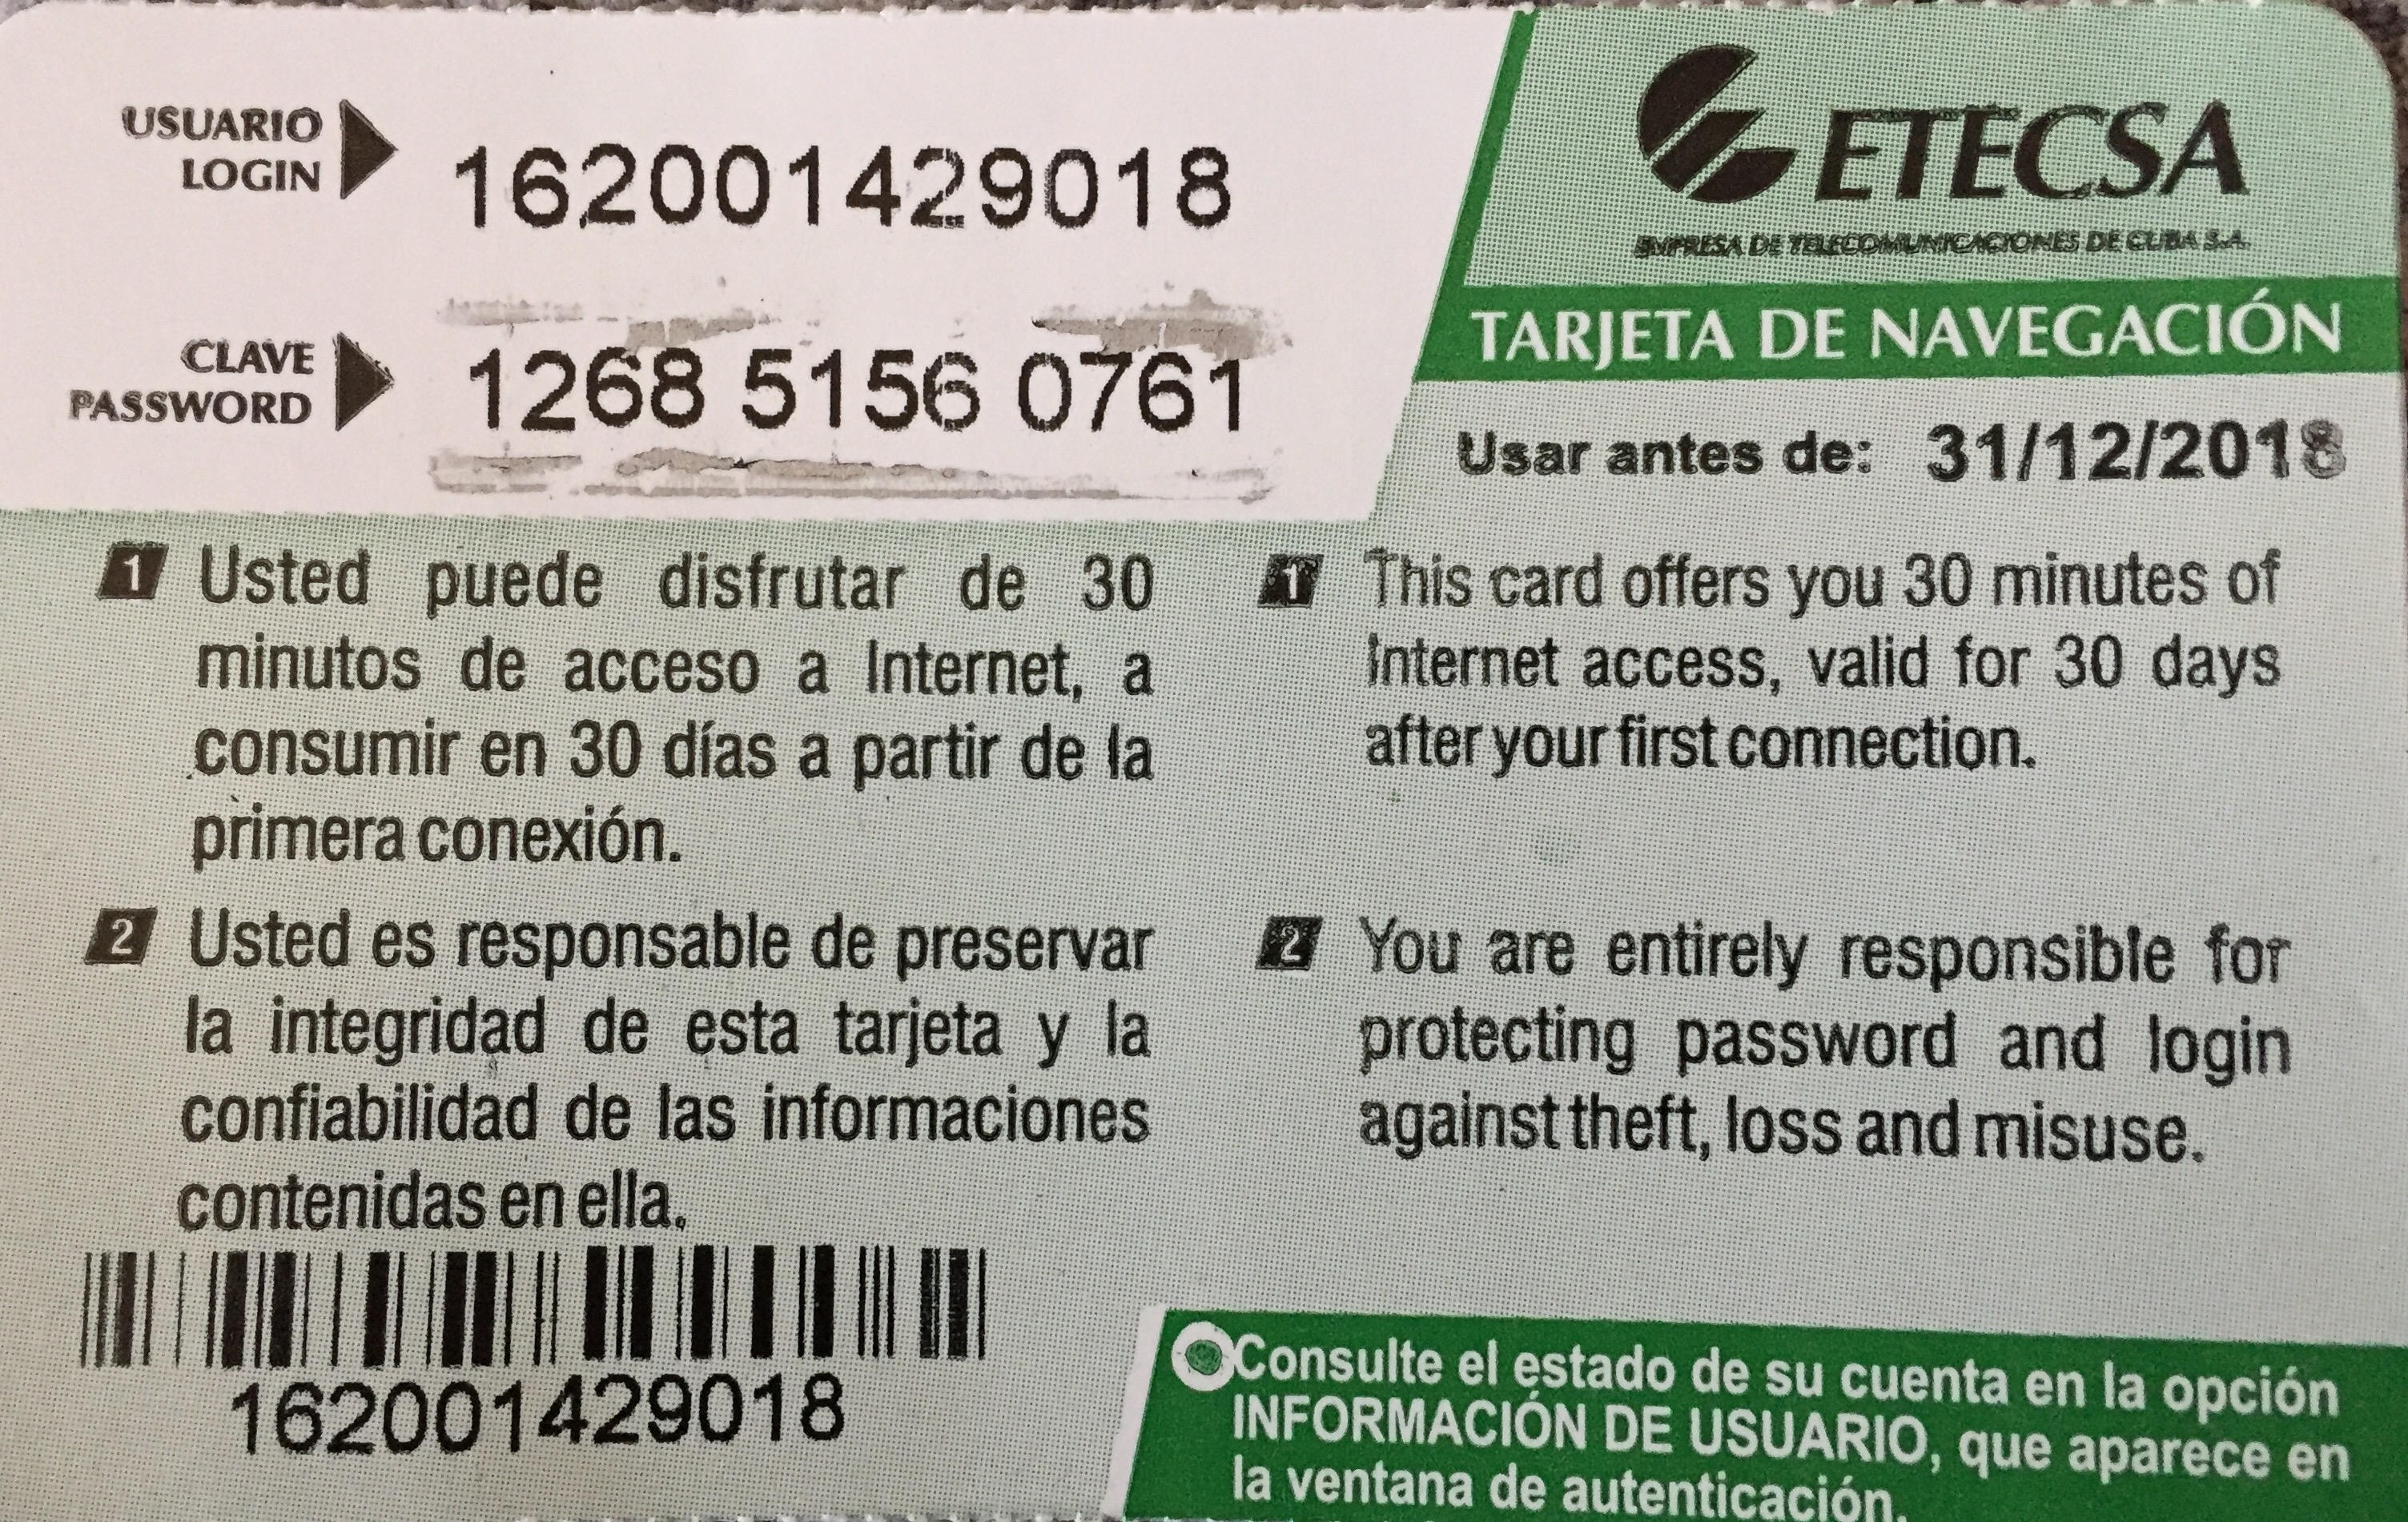 USUARIO
LOGIN
162001429018
CLAVE
PASSWORD
1268 5156 0761
ETECSA
EMPRESA DE TELECOMUNICACIONES DE CUBA S.A.
TARJETA DE NAVEGACIÓN
Usar antes de: 31/12/2018
1 Usted puede disfrutar de 30
minutos de acceso a Internet, a
consumir en 30 días a partir de la
primera conexión.
2 Usted es responsable de preservar
la integridad de esta tarjeta y la
confiabilidad de las informaciones
contenidas en ella.
1 This card offers you 30 minutes of
Internet access, valid for 30 days
after your first connection.
2 You are entirely responsible for
protecting password and login
against theft, loss and misuse.
162001429018
Consulte el estado de su cuenta en la opción
INFORMACIÓN DE USUARIO, que aparece en
la ventana de autenticación.